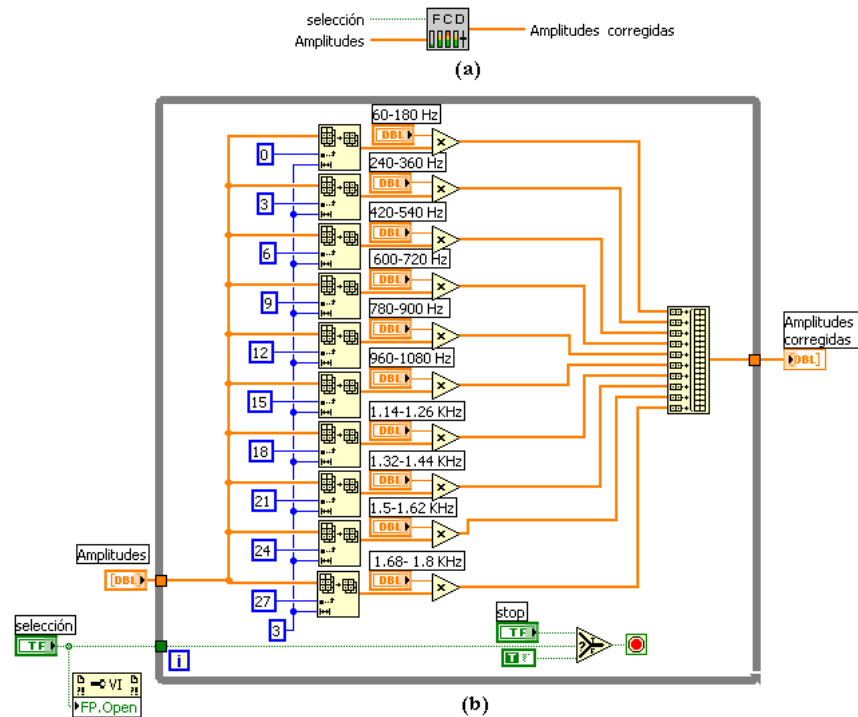 selección
FCD
Amplitudes
Amplitudes corregidas
(a)
60-180 Hz
DBL
0
240-360 Hz
DBL
3
420-540 Hz
DBL
6
600-720 Hz
DBL
9
780-900 Hz
DBL
12
960-1080 Hz
DBL
15
1.14-1.26 KHz
DBL
18
1.32-1.44 KHz
DBL
21
1.5-1.62 KHz
DBL
24
1.68- 1.8 KHz
DBL
27
3
Amplitudes
corregidas
DBL]
Amplitudes
[DBL
selección
TF
i
stop
TF
T
?
VI
FP.Open
(b)